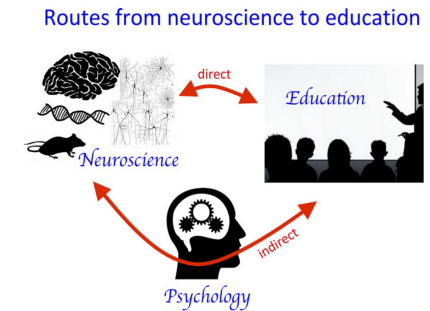 Routes from neuroscience to education
direct
Education
Neuroscience
indirect
Psychology